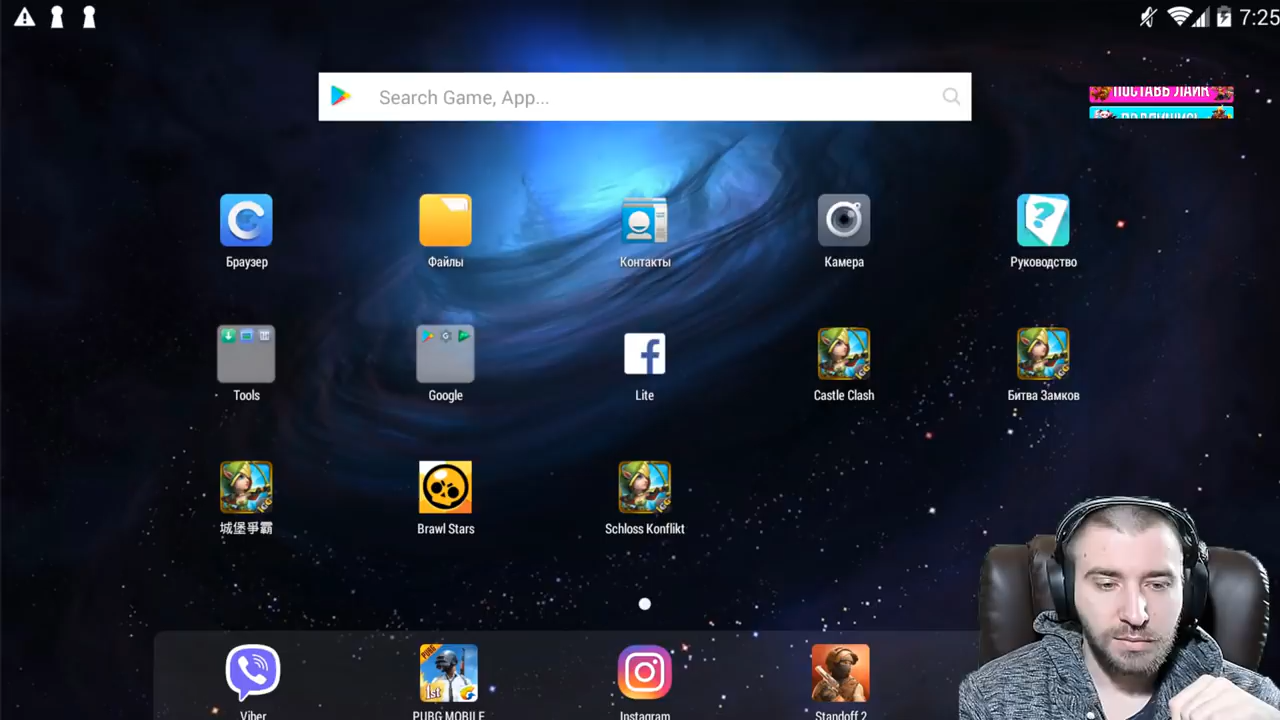 7:25
Search Game, App...
ПОСТАВЬ ЛАЙК
Браузер
Файлы
Контакты
Камера
Руководство
Tools
Google
Lite
Castle Clash
Битва Замков
城堡爭霸
Brawl Stars
Schloss Konflikt
Viber
PUBG MOBILE
Instagram
Standoff 2